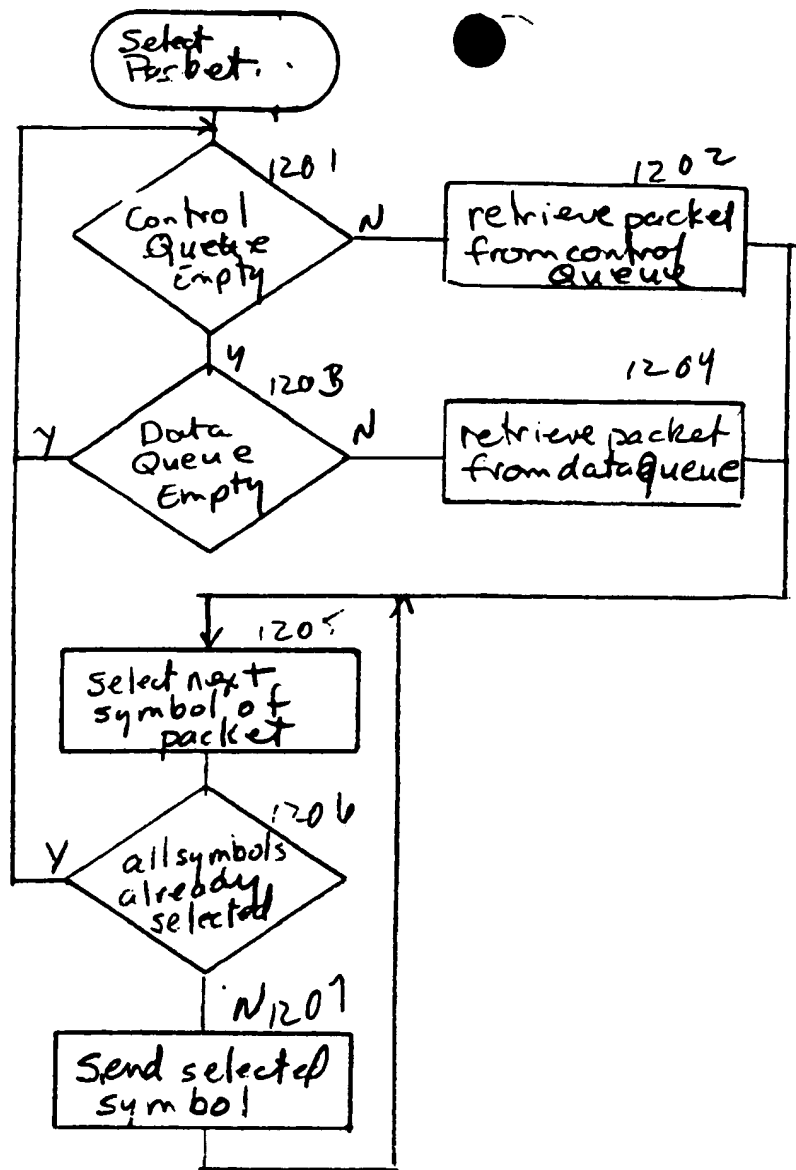 Select
Packet
1201
Control
Queue
Empty
N
1202
retrieve packet
from control
Queue
Y
1203
Data
Queue
Empty
Y
N
1204
retrieve packet
from data Queue
1205
select next
symbol of
packet
1206
all symbols
already
selected
Y
N 1207
Send selected
symbol